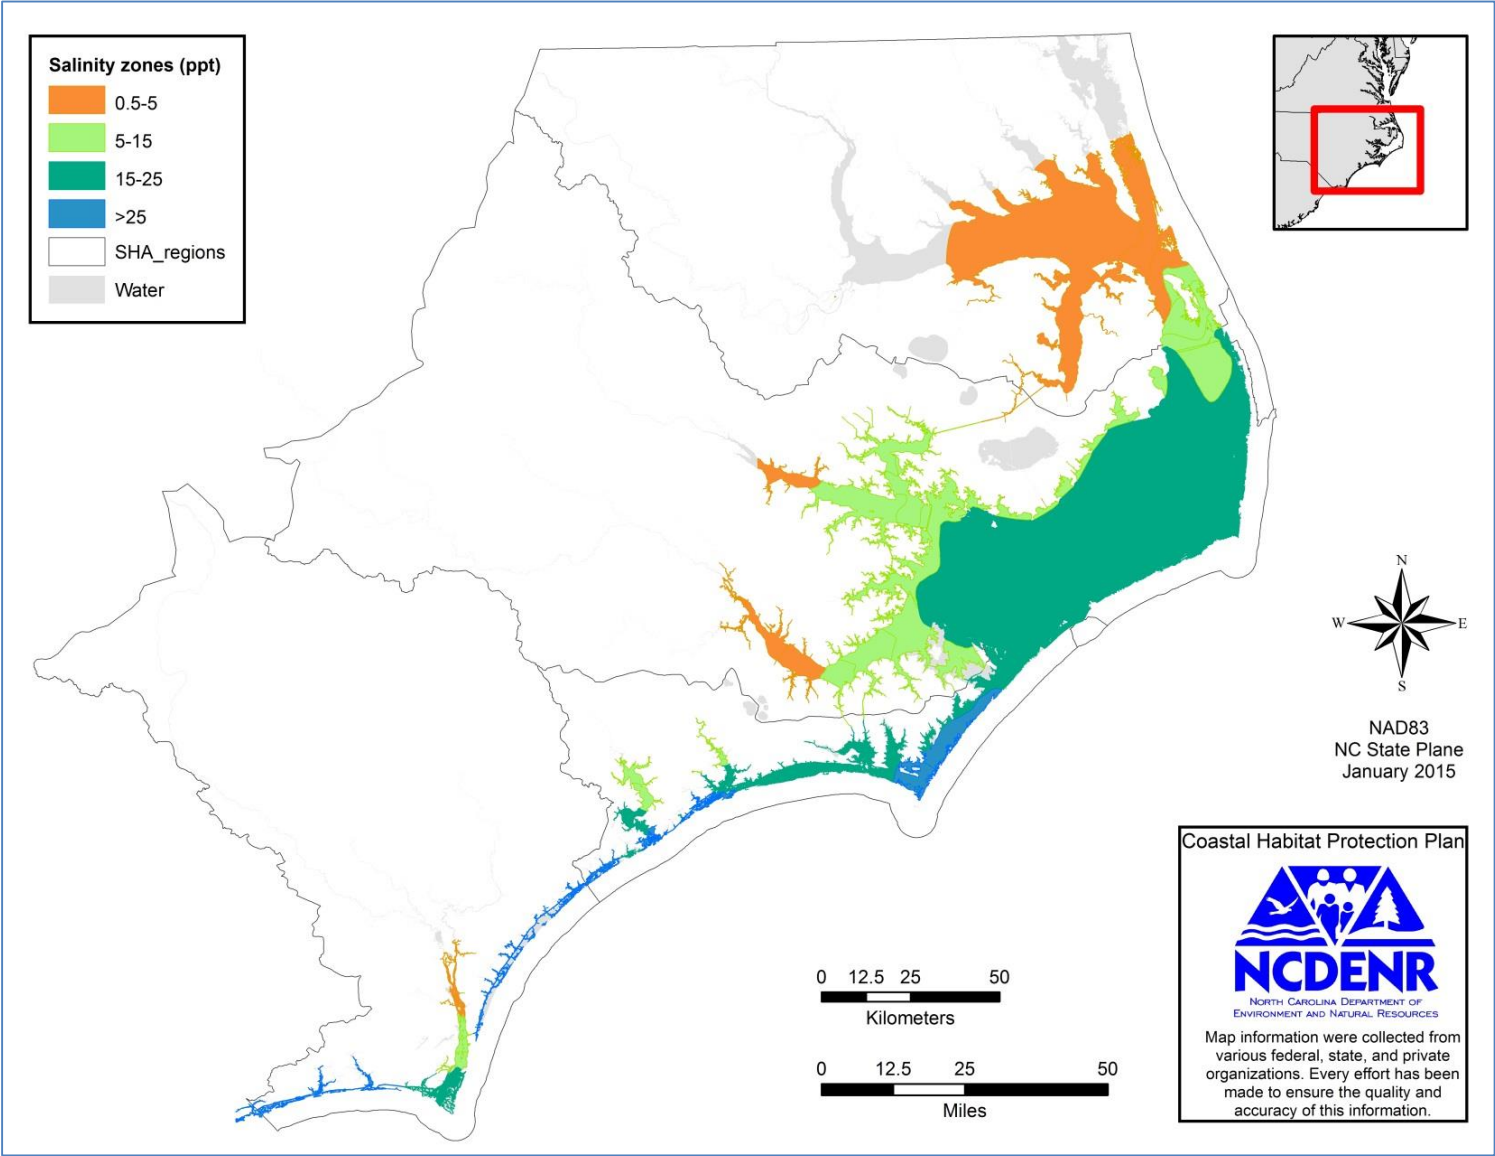 Salinity zones (ppt)
0.5-5
5-15
15-25
>25
SHA_regions
Water
N
W
E
S
NAD83
NC State Plane
January 2015
0 12.5 25 50
Kilometers
0 12.5 25 50
Miles
Coastal Habitat Protection Plan
NCDENR
NORTH CAROLINA DEPARTMENT OF
ENVIRONMENT AND NATURAL RESOURCES
Map information were collected from
various federal, state, and private
organizations. Every effort has been
made to ensure the quality and
accuracy of this information.